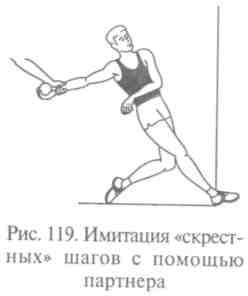 Рис. 119. Имитация «скрест-
ных» шагов с помощью
партнера